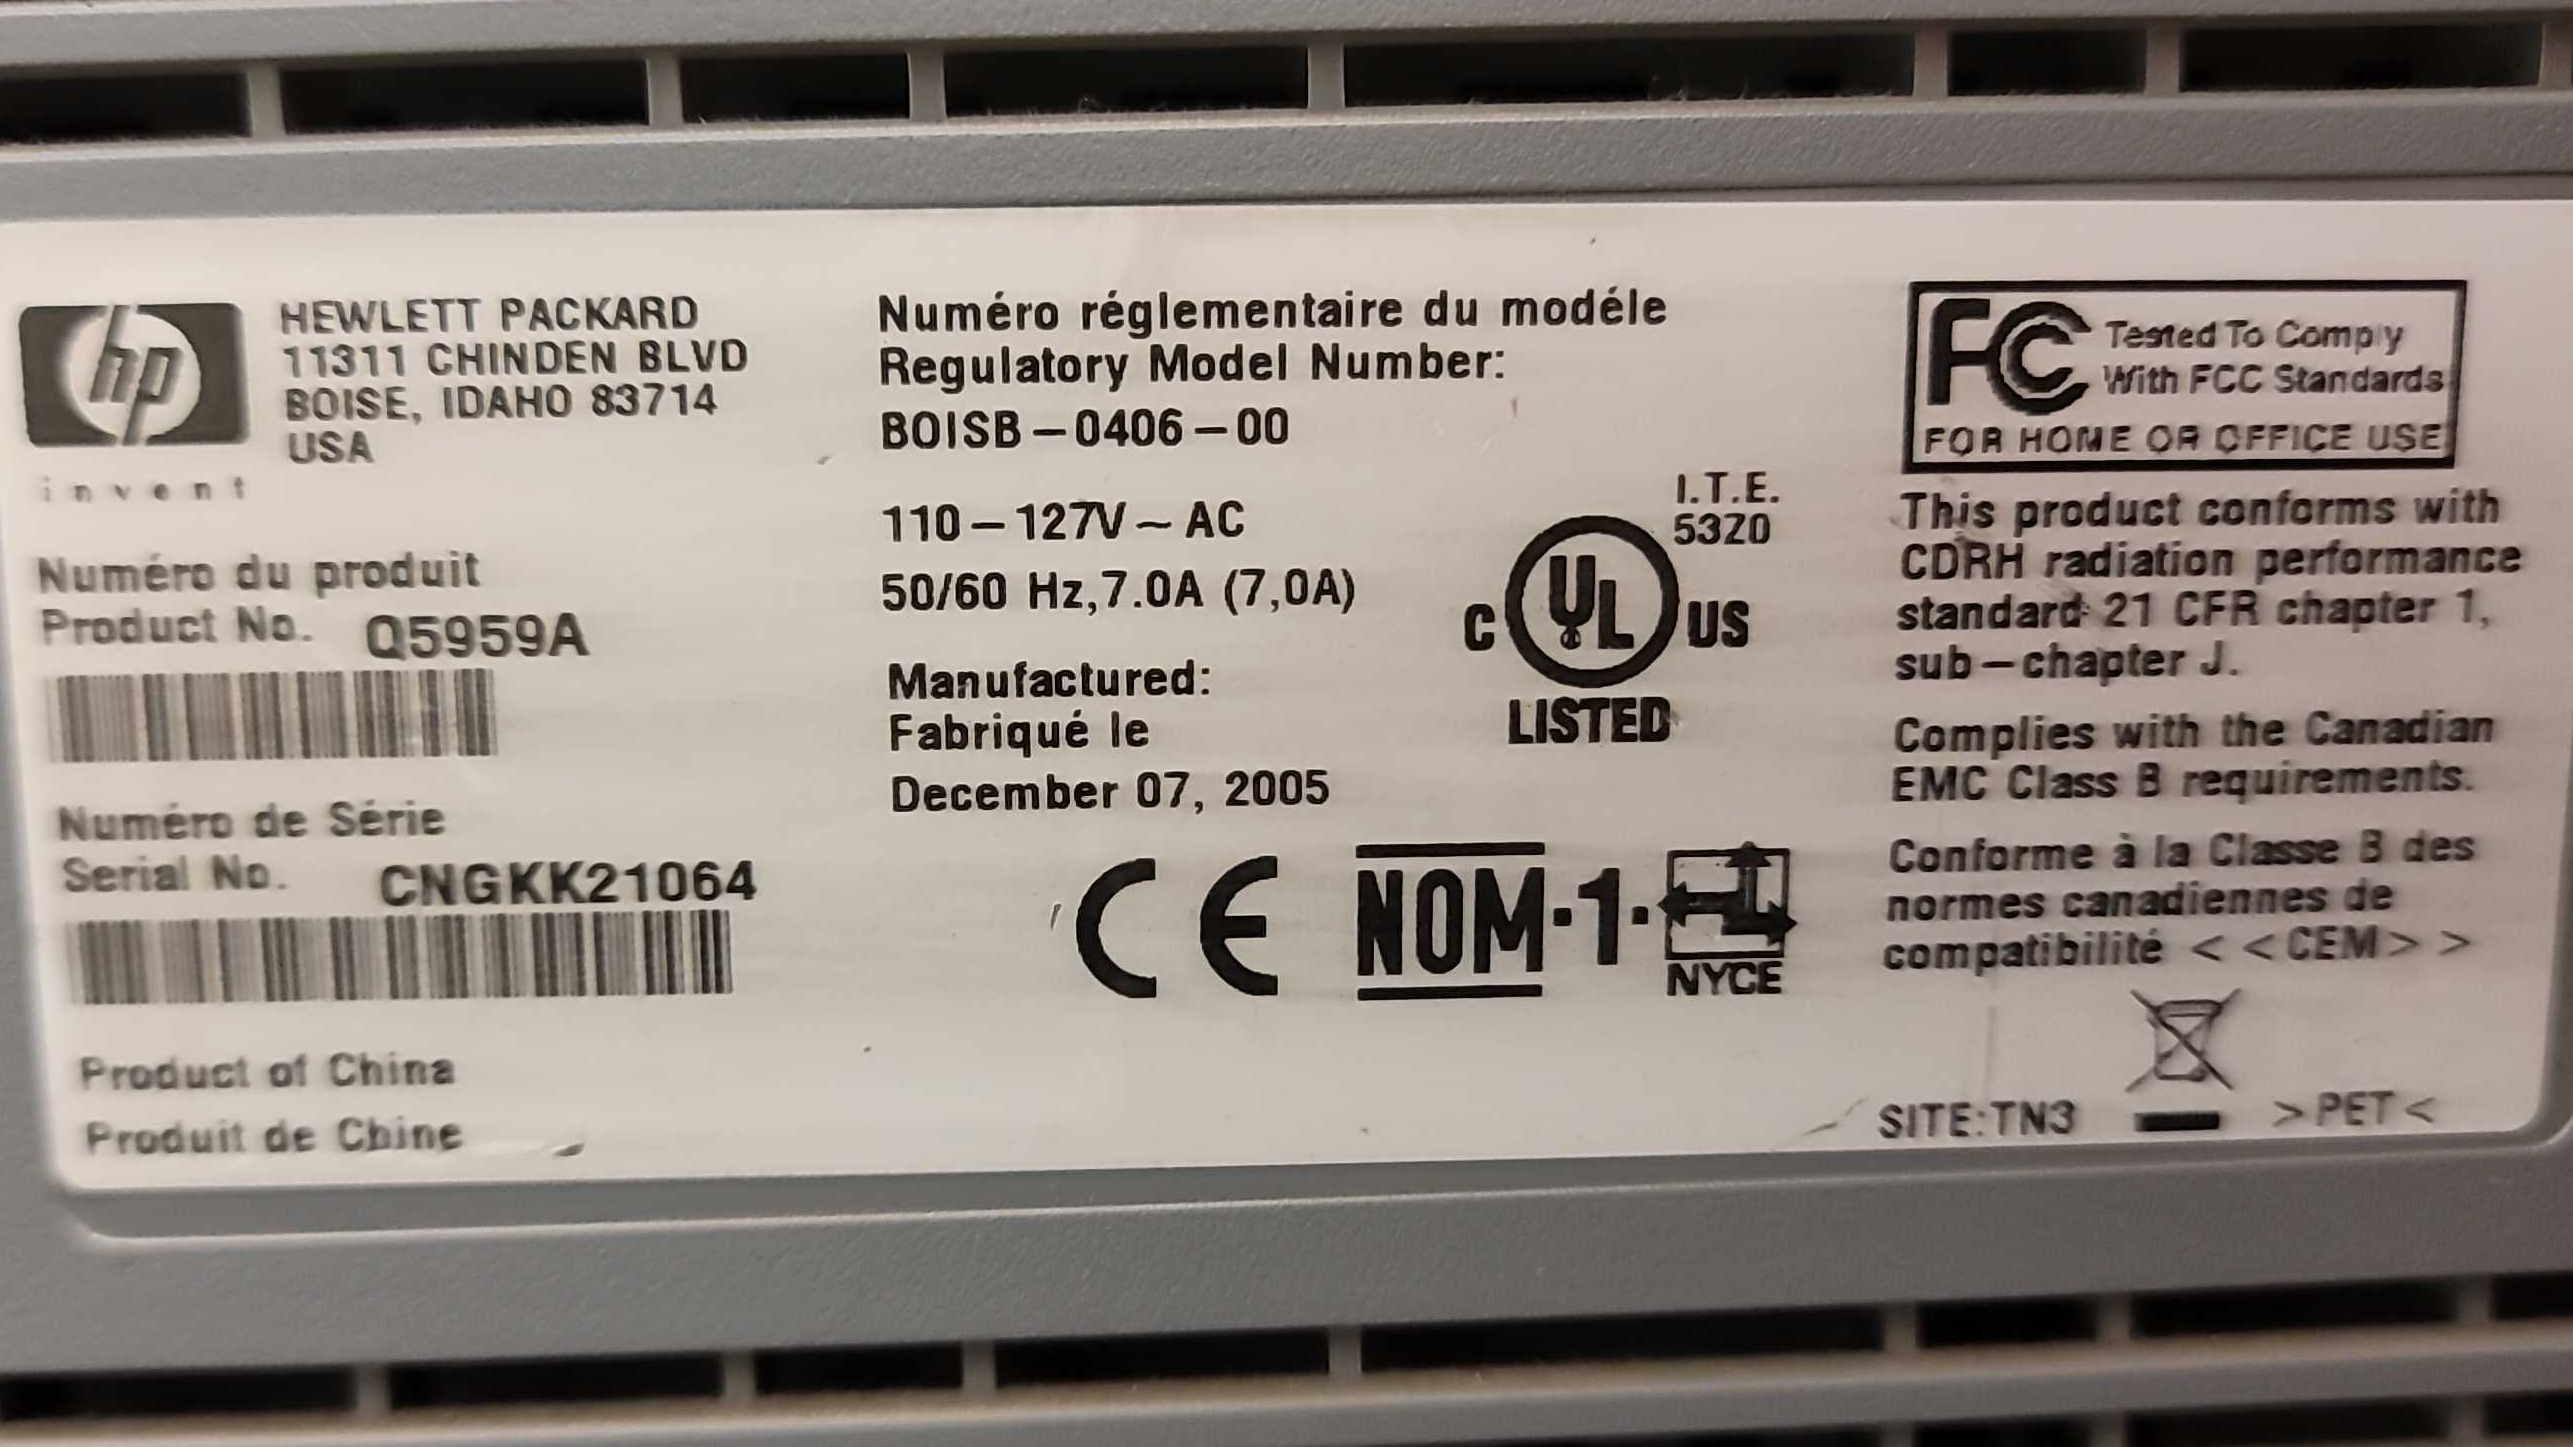 hp
invent
HEWLETT PACKARD
11311 CHINDEN BLVD
BOISE, IDAHO 83714
USA
Numéro du produit
Product No. Q5959A
Numéro de Série
Serial No. CNGKK21064
Product of China
Produit de Chine
Numéro réglementaire du modéle
Regulatory Model Number:
BOISB-0406-00
110-127V~ AC
50/60 Hz, 7.0A (7,0A)
Manufactured:
Fabriqué le
December 07, 2005
I.T.E.
53Z0
C UL US
LISTED
CE NOM-1-
NYCE
FC Tested To Comply
With FCC Standards
FOR HOME OR OFFICE USE
This product conforms with
CDRH radiation performance
standard 21 CFR chapter 1,
sub-chapter J.
Complies with the Canadian
EMC Class B requirements.
Conforme à la Classe B des
normes canadiennes de
compatibilité <<CEM>>
SITE:TN3
>PET<